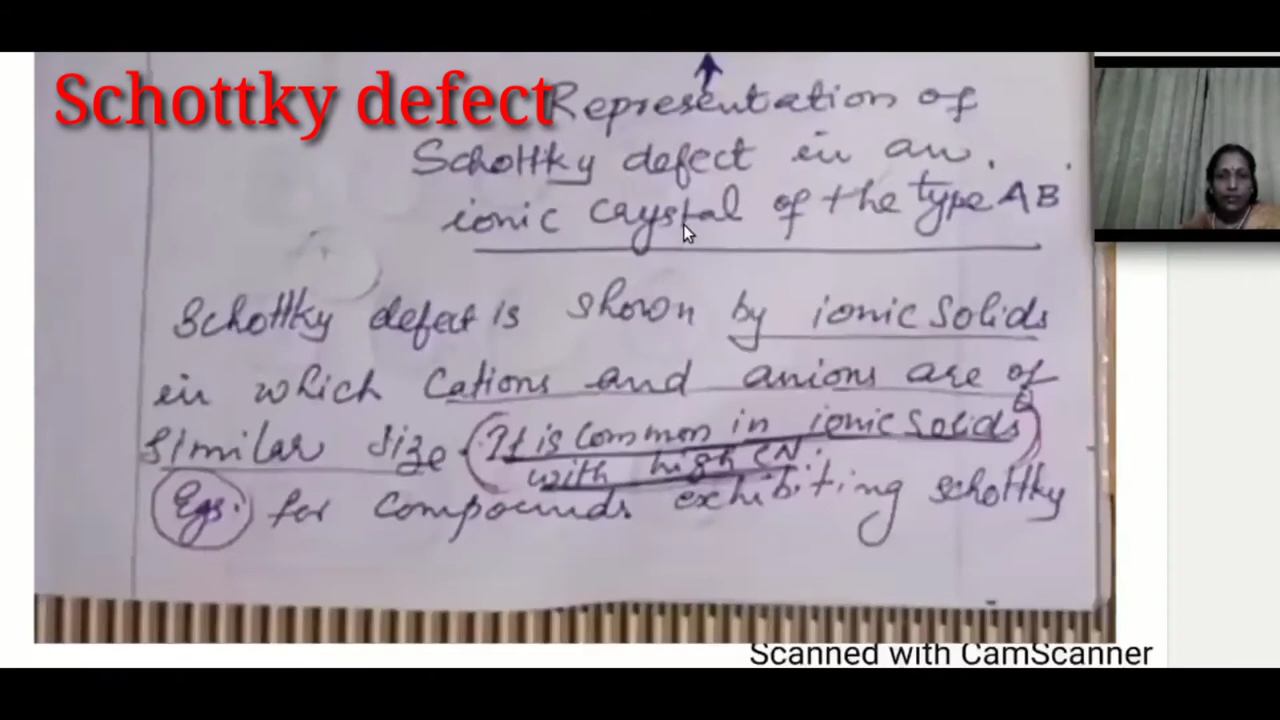 Schottky defect
Representation of
Schottky defect in an
ionic crystal of the type AB
Schottky defect is shown by ionic solids
in which cations and anions are of
similar size. (It is common in ionic solids
with high CN.)
Egs. for compounds exhibiting schottky
Scanned with CamScanner